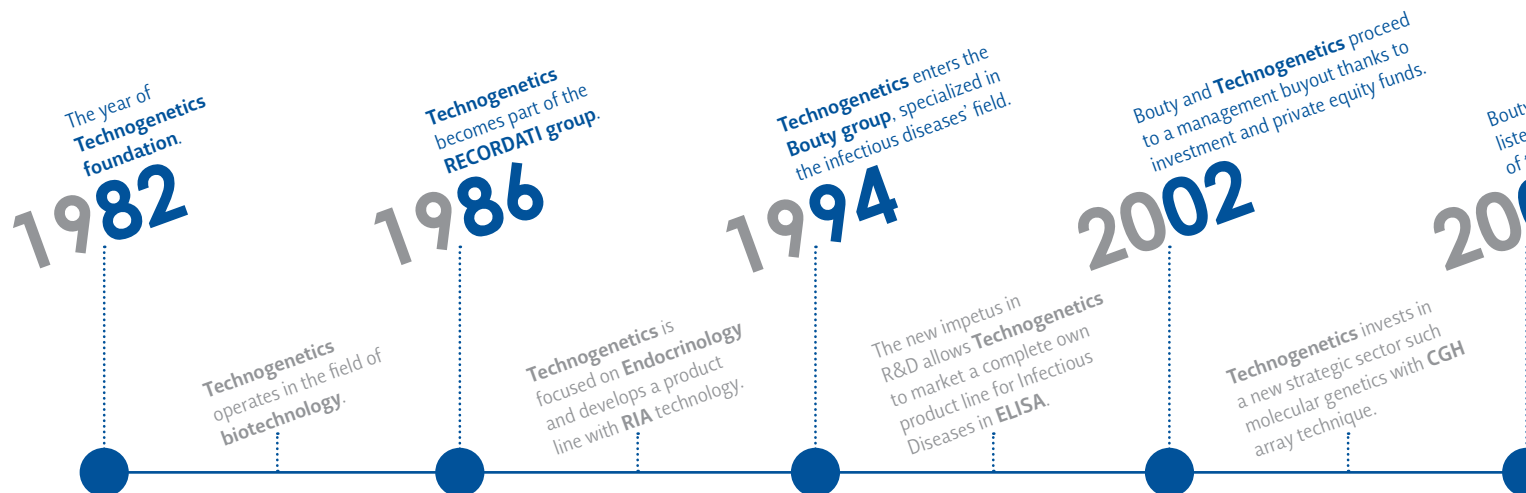 The year of
Technogenetics
foundation.
1982
Technogenetics
operates in the field of
biotechnology.
Technogenetics
becomes part of the
RECORDATI group.
1986
Technogenetics is
focused on Endocrinology
and develops a product
line with RIA technology.
Technogenetics enters the
Bouty group, specialized in
the infectious diseases' field.
1994
The new impetus in
R&D allows Technogenetics
to market a complete own
product line for Infectious
Diseases in ELISA.
Bouty and Technogenetics proceed
to a management buyout thanks to
investment and private equity funds.
2002
Technogenetics invests in
a new strategic sector such
molecular genetics with CGH
array technique.
Bouty
liste
of
20